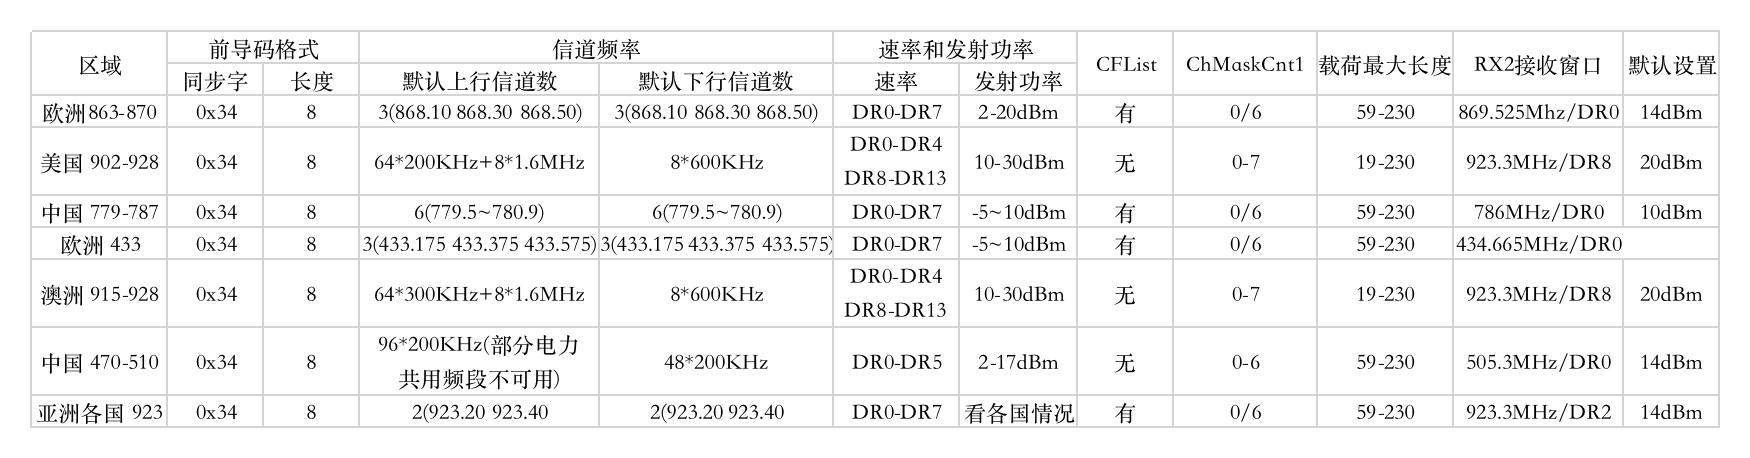 区域 前导码格式 信道频率 速率和发射功率 CFList ChMaskCnt1 载荷最大长度 RX2接收窗口 默认设置
同步字 长度 默认上行信道数 默认下行信道数 速率 发射功率
欧洲863-870 0x34 8 3(868.10 868.30 868.50) 3(868.10 868.30 868.50) DR0-DR7 2-20dBm 有 0/6 59-230 869.525Mhz/DR0 14dBm
美国 902-928 0x34 8 64*200KHz+8*1.6MHz 8*600KHz DR0-DR4 10-30dBm 无 0-7 19-230 923.3MHz/DR8 20dBm
DR8-DR13
中国 779-787 0x34 8 6(779.5~780.9) 6(779.5~780.9) DR0-DR7 -5~10dBm 有 0/6 59-230 786MHz/DR0 10dBm
欧洲 433 0x34 8 3(433.175 433.375 433.575) 3(433.175 433.375 433.575) DR0-DR7 -5~10dBm 有 0/6 59-230 434.665MHz/DR0
澳洲 915-928 0x34 8 64*300KHz+8*1.6MHz 8*600KHz DR0-DR4 10-30dBm 无 0-7 19-230 923.3MHz/DR8 20dBm
DR8-DR13
中国 470-510 0x34 8 96*200KHz(部分电力 48*200KHz DR0-DR5 2-17dBm 无 0-6 59-230 505.3MHz/DR0 14dBm
共用频段不可用)
亚洲各国 923 0x34 8 2(923.20 923.40 2(923.20 923.40 DR0-DR7 看各国情况 有 0/6 59-230 923.3MHz/DR2 14dBm